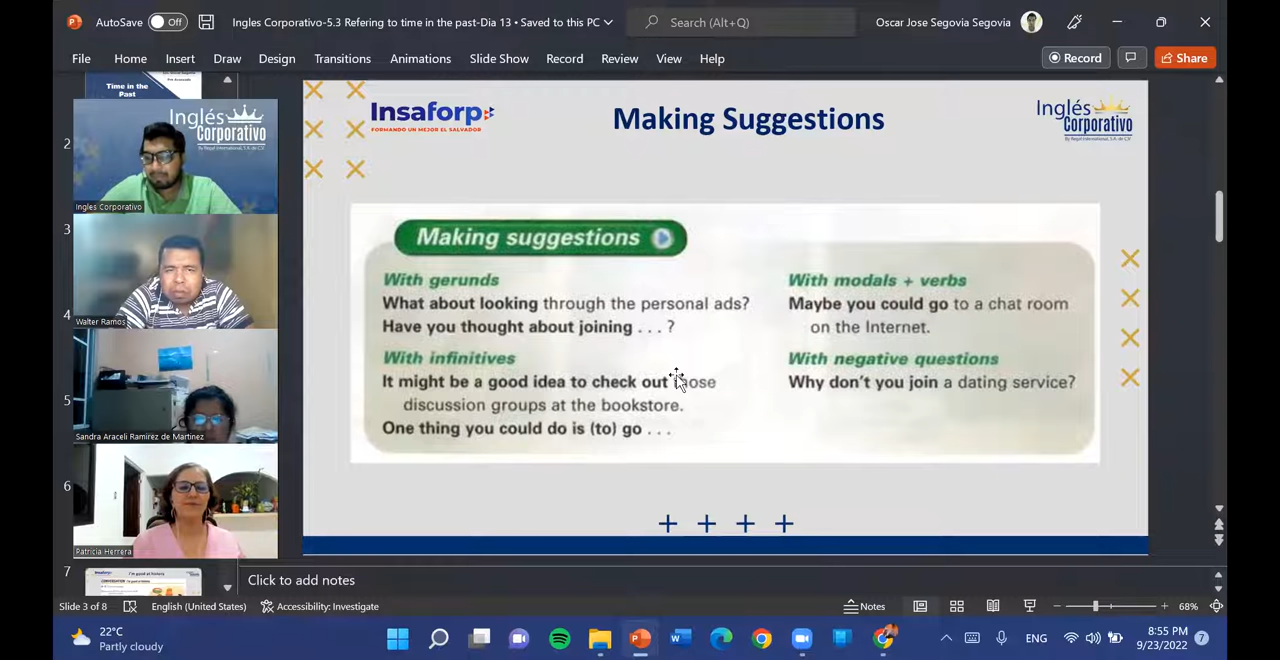 AutoSave Off Ingles Corporativo-5.3 Refering to time in the past-Dia 13 • Saved to this PC Search (Alt+Q) Oscar Jose Segovia Segovia
File Home Insert Draw Design Transitions Animations Slide Show Record Review View Help Record Share
Time in the
Past
2
Inglés
Corporativo
Ingles Corporativo
3
Walter Ramos
4
5
Sandra Araceli Ramirez de Martinez
6
Patricia Herrera
7
Insaforp
FORMANDO UN MEJOR EL SALVADOR
Making Suggestions
Inglés
Corporativo
By Regal International, S.A. de C.V.
Making suggestions
With gerunds
What about looking through the personal ads?
Have you thought about joining . . . ?
With infinitives
It might be a good idea to check out those
discussion groups at the bookstore.
One thing you could do is (to) go . . .
With modals + verbs
Maybe you could go to a chat room
on the Internet.
With negative questions
Why don't you join a dating service?
Click to add notes
Slide 3 of 8 English (United States) Accessibility: Investigate Notes 68%
22°C
Partly cloudy
ENG
8:55 PM
9/23/2022
7